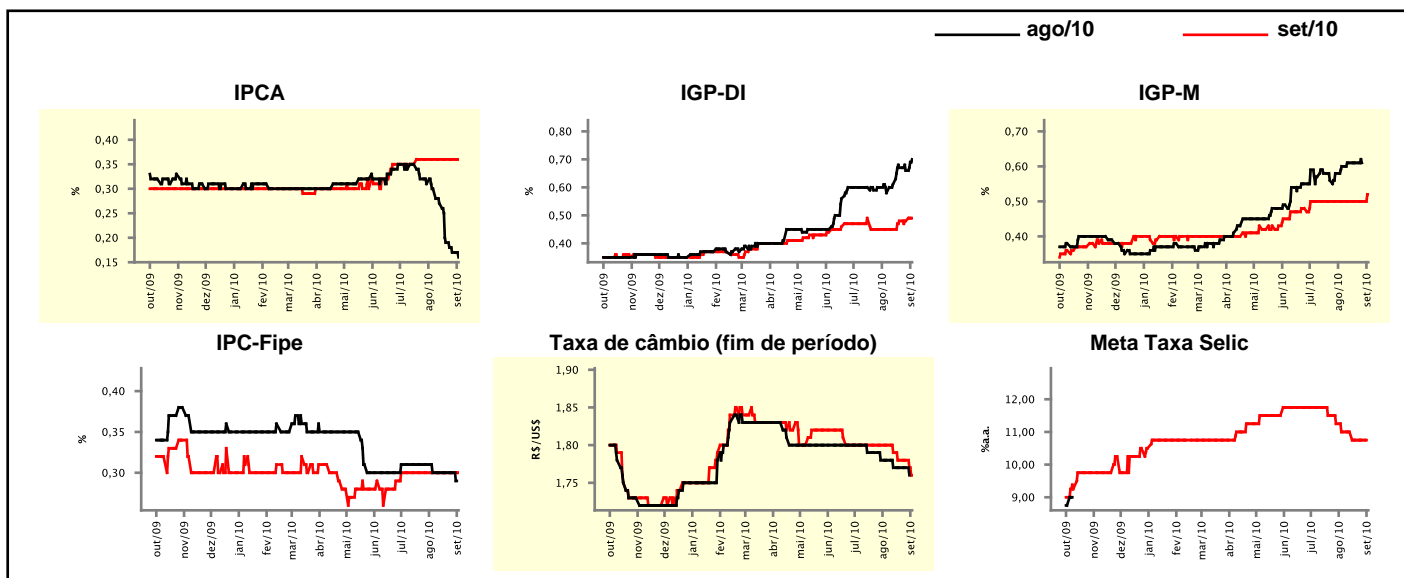 ago/10 set/10
IPCA
0,40
0,35
0,30
0,25
0,20
0,15
%
out/09 nov/09 dez/09 jan/10 fev/10 mar/10 abr/10 mai/10 jun/10 jul/10 ago/10 set/10
IGP-DI
0,80
0,70
0,60
0,50
0,40
%
out/09 nov/09 dez/09 jan/10 fev/10 mar/10 abr/10 mai/10 jun/10 jul/10 ago/10 set/10
IGP-M
0,70
0,60
0,50
0,40
%
out/09 nov/09 dez/09 jan/10 fev/10 mar/10 abr/10 mai/10 jun/10 jul/10 ago/10 set/10
IPC-Fipe
0,40
0,35
0,30
%
out/09 nov/09 dez/09 jan/10 fev/10 mar/10 abr/10 mai/10 jun/10 jul/10 ago/10 set/10
Taxa de câmbio (fim de período)
1,90
1,85
1,80
1,75
R$/US$
out/09 nov/09 dez/09 jan/10 fev/10 mar/10 abr/10 mai/10 jun/10 jul/10 ago/10 set/10
Meta Taxa Selic
12,00
11,00
10,00
9,00
%a.a.
out/09 nov/09 dez/09 jan/10 fev/10 mar/10 abr/10 mai/10 jun/10 jul/10 ago/10 set/10